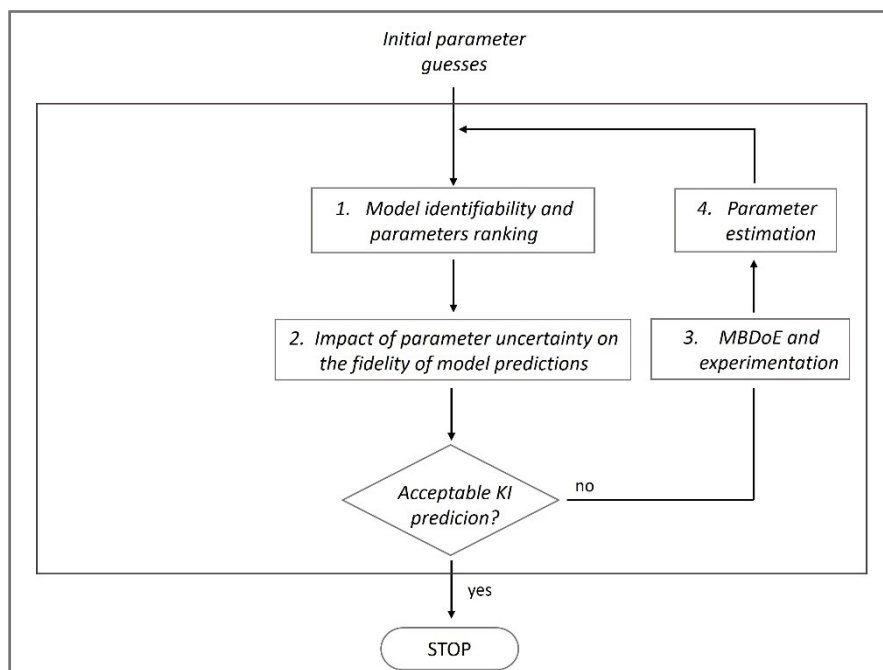 Initial parameter
guesses
1. Model identifiability and
parameters ranking
4. Parameter
estimation
2. Impact of parameter uncertainty on
the fidelity of model predictions
3. MBDoE and
experimentation
Acceptable KI
predicion?
no
yes
STOP